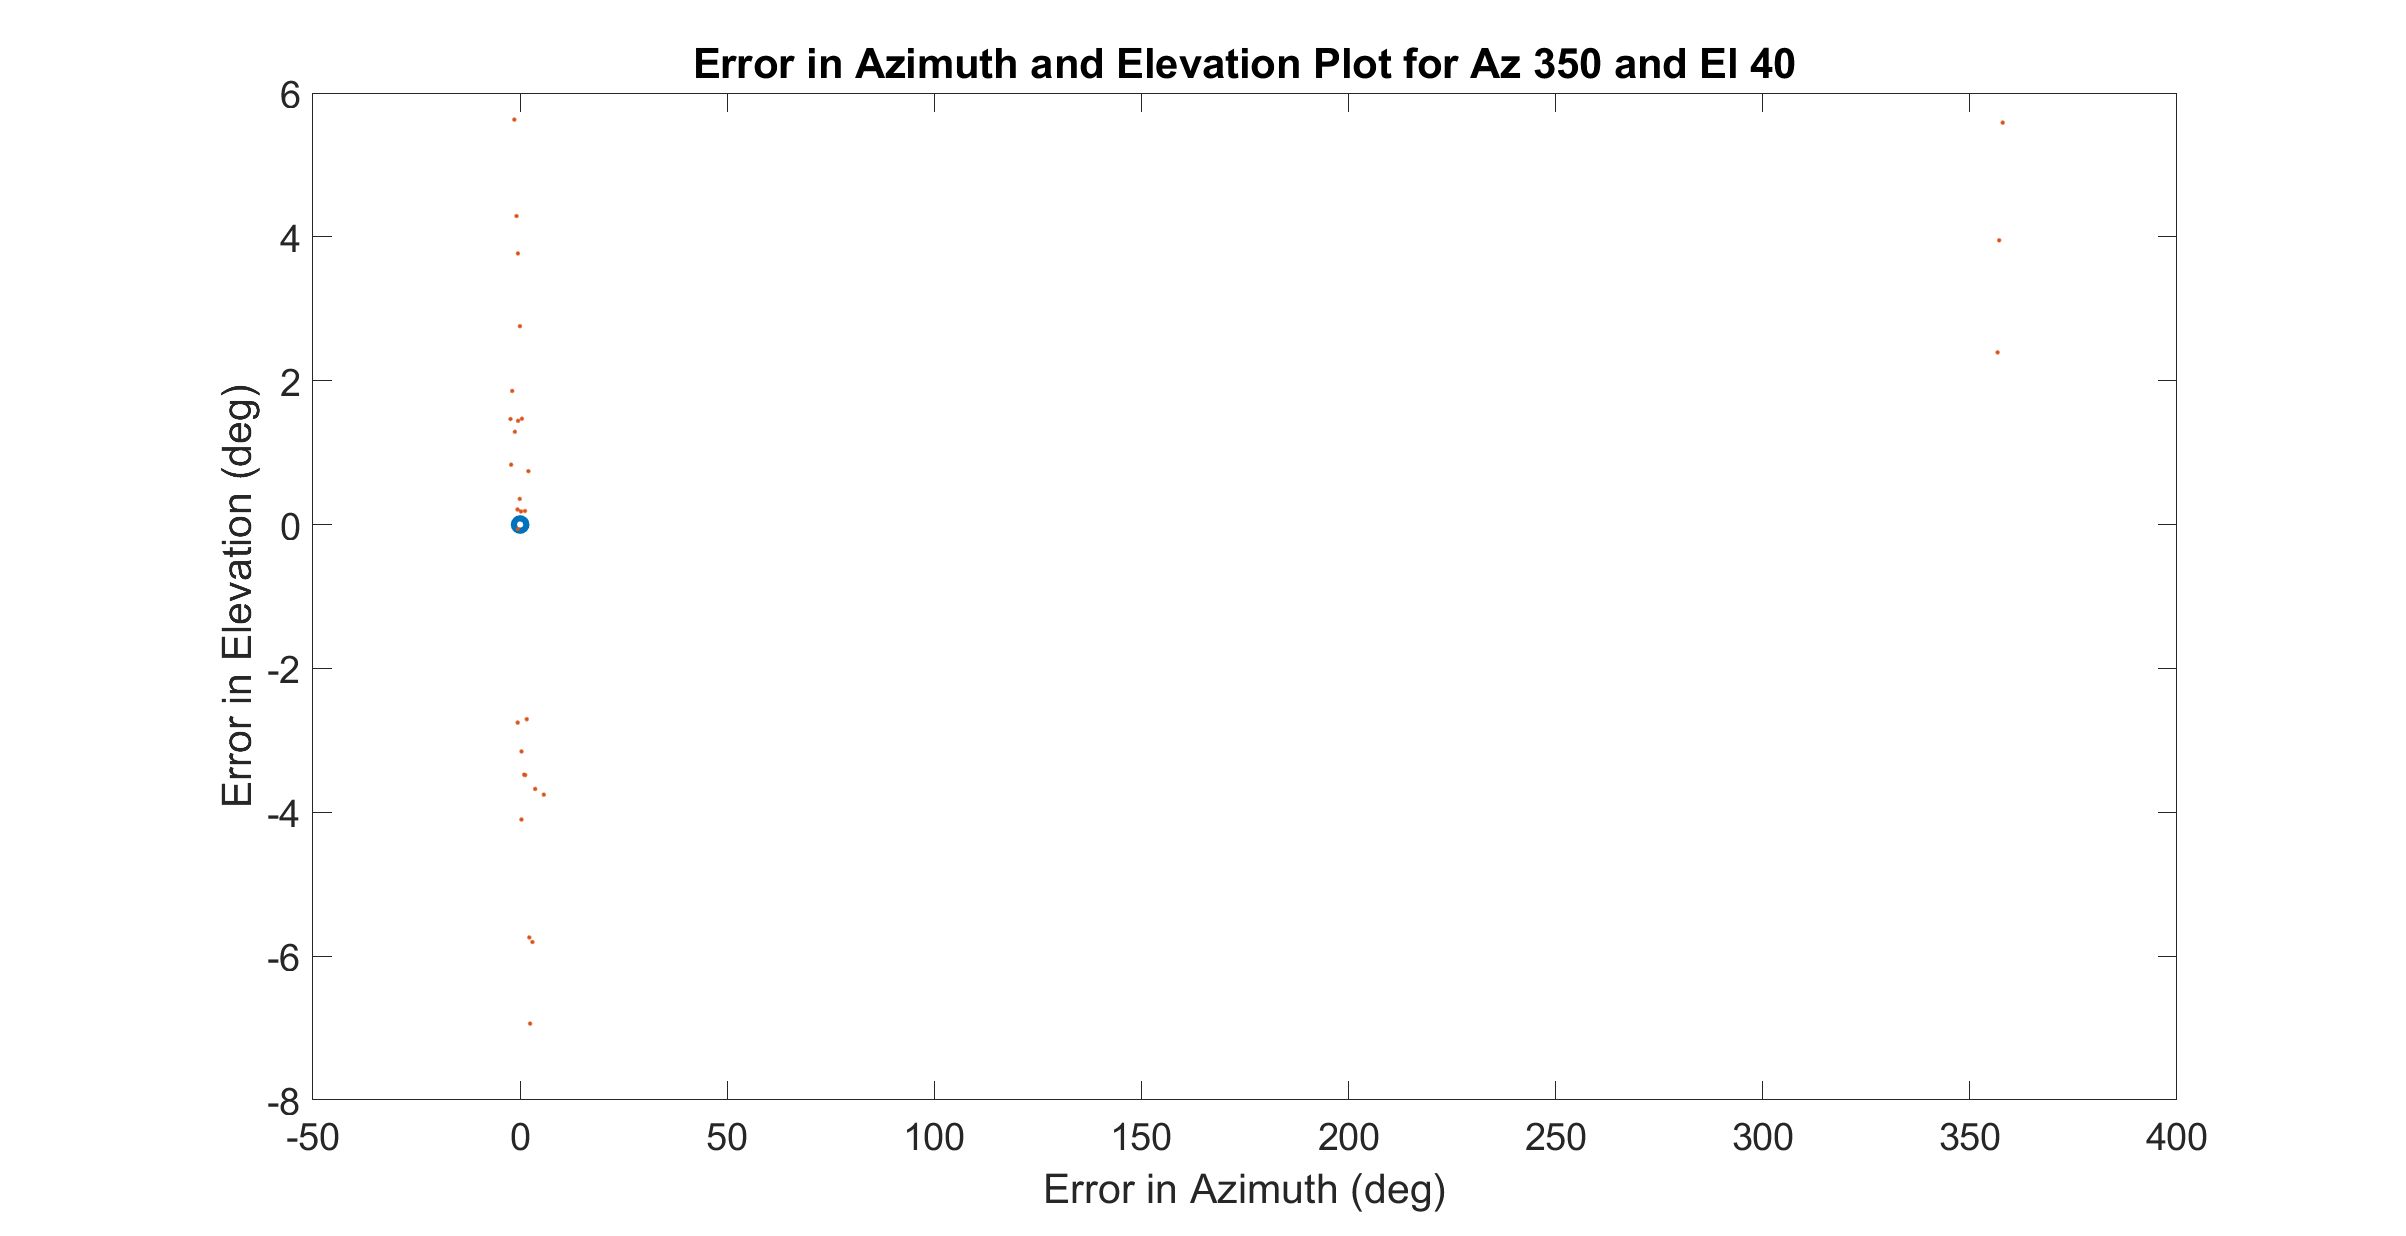 Error in Azimuth and Elevation Plot for Az 350 and El 40
6
4
2
0
-2
-4
-6
-8
Error in Elevation (deg)
-50 0 50 100 150 200 250 300 350 400
Error in Azimuth (deg)